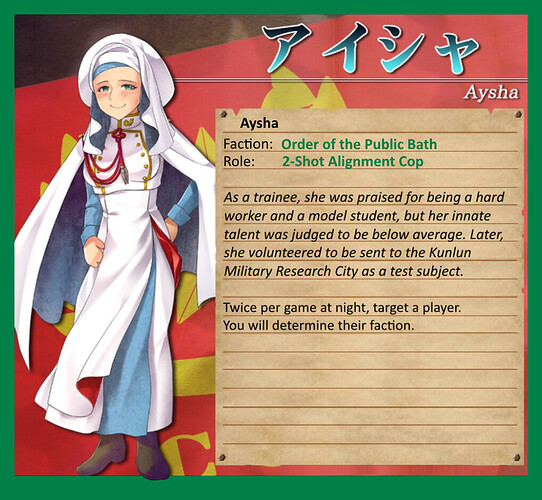 アイシャ
Aysha
Aysha
Faction: Order of the Public Bath
Role: 2-Shot Alignment Cop
As a trainee, she was praised for being a hard
worker and a model student, but her innate
talent was judged to be below average. Later,
she volunteered to be sent to the Kunlun
Military Research City as a test subject.
Twice per game at night, target a player.
You will determine their faction.